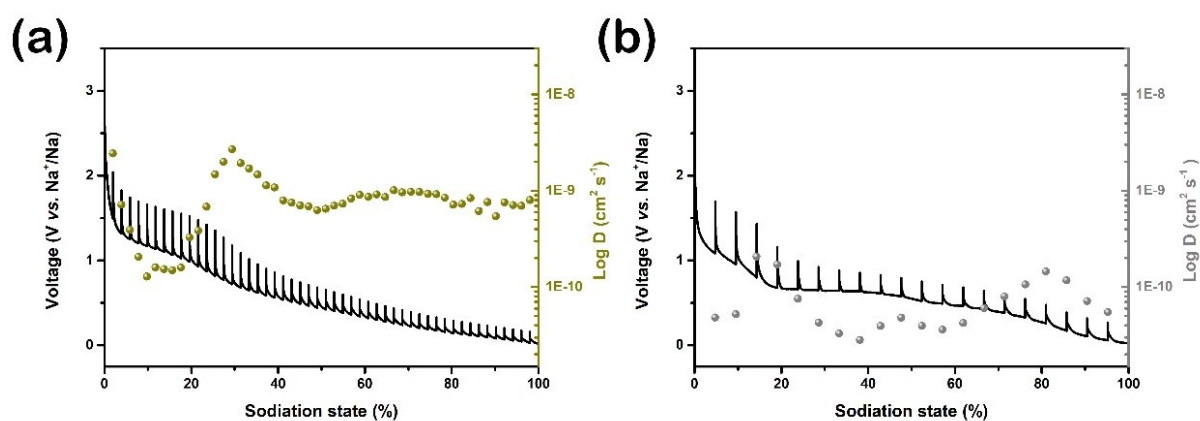 (a)
3
2
1
0
Voltage (V vs. Na⁺/Na)
0 20 40 60 80 100
Sodiation state (%)
1E-8
1E-9
1E-10
Log D (cm² s⁻¹)
(b)
3
2
1
0
Voltage (V vs. Na⁺/Na)
0 20 40 60 80 100
Sodiation state (%)
1E-8
1E-9
1E-10
Log D (cm² s⁻¹)